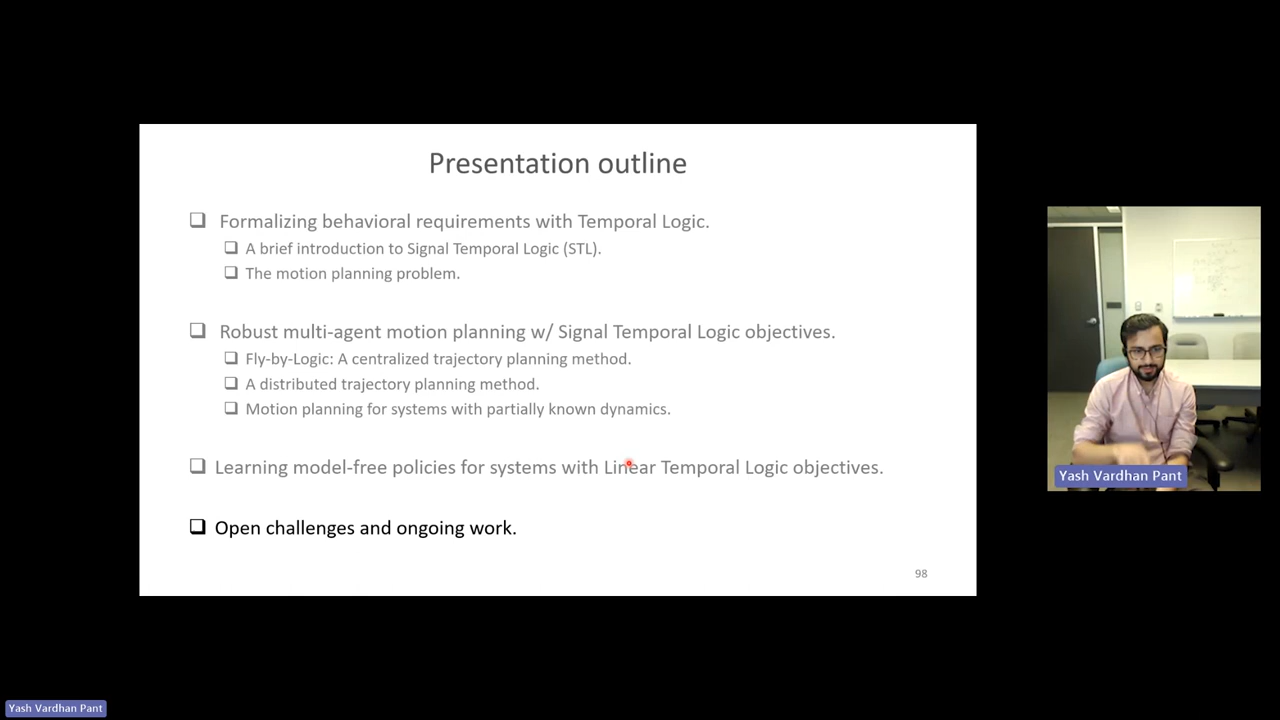 Presentation outline
Formalizing behavioral requirements with Temporal Logic.
A brief introduction to Signal Temporal Logic (STL).
The motion planning problem.
Robust multi-agent motion planning w/ Signal Temporal Logic objectives.
Fly-by-Logic: A centralized trajectory planning method.
A distributed trajectory planning method.
Motion planning for systems with partially known dynamics.
Learning model-free policies for systems with Linear Temporal Logic objectives.
Open challenges and ongoing work.
98
Yash Vardhan Pant
Yash Vardhan Pant